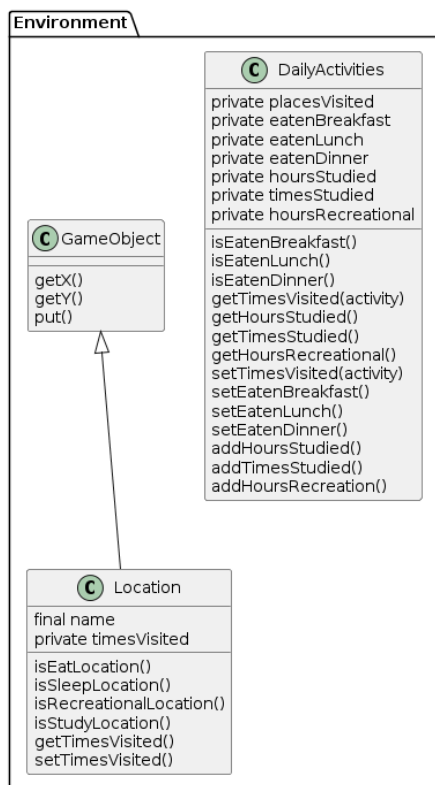 Environment
C DailyActivities
private placesVisited
private eatenBreakfast
private eatenLunch
private eatenDinner
private hoursStudied
private timesStudied
private hoursRecreational
isEatenBreakfast()
isEatenLunch()
isEatenDinner()
getTimesVisited(activity)
getHoursStudied()
getTimesStudied()
getHoursRecreational()
setTimesVisited(activity)
setEatenBreakfast()
setEatenLunch()
setEatenDinner()
addHoursStudied()
addTimesStudied()
addHoursRecreation()
C GameObject
getX()
getY()
put()
C Location
final name
private timesVisited
isEatLocation()
isSleepLocation()
isRecreationalLocation()
isStudyLocation()
getTimesVisited()
setTimesVisited()